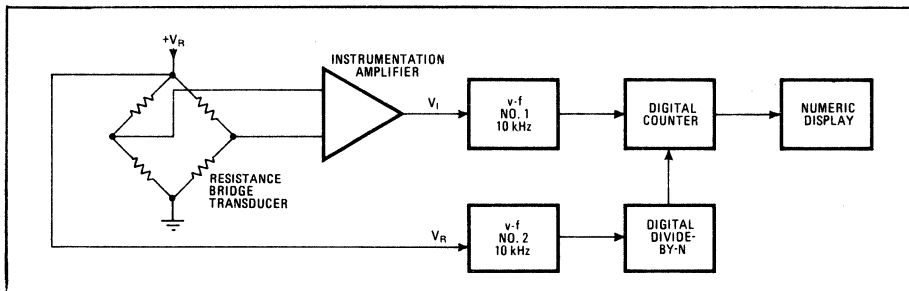 +VR
INSTRUMENTATION
AMPLIFIER
VI
v-f
NO. 1
10 kHz
DIGITAL
COUNTER
NUMERIC
DISPLAY
RESISTANCE
BRIDGE
TRANSDUCER
VR
v-f
NO. 2
10 kHz
DIGITAL
DIVIDE-
BY-N